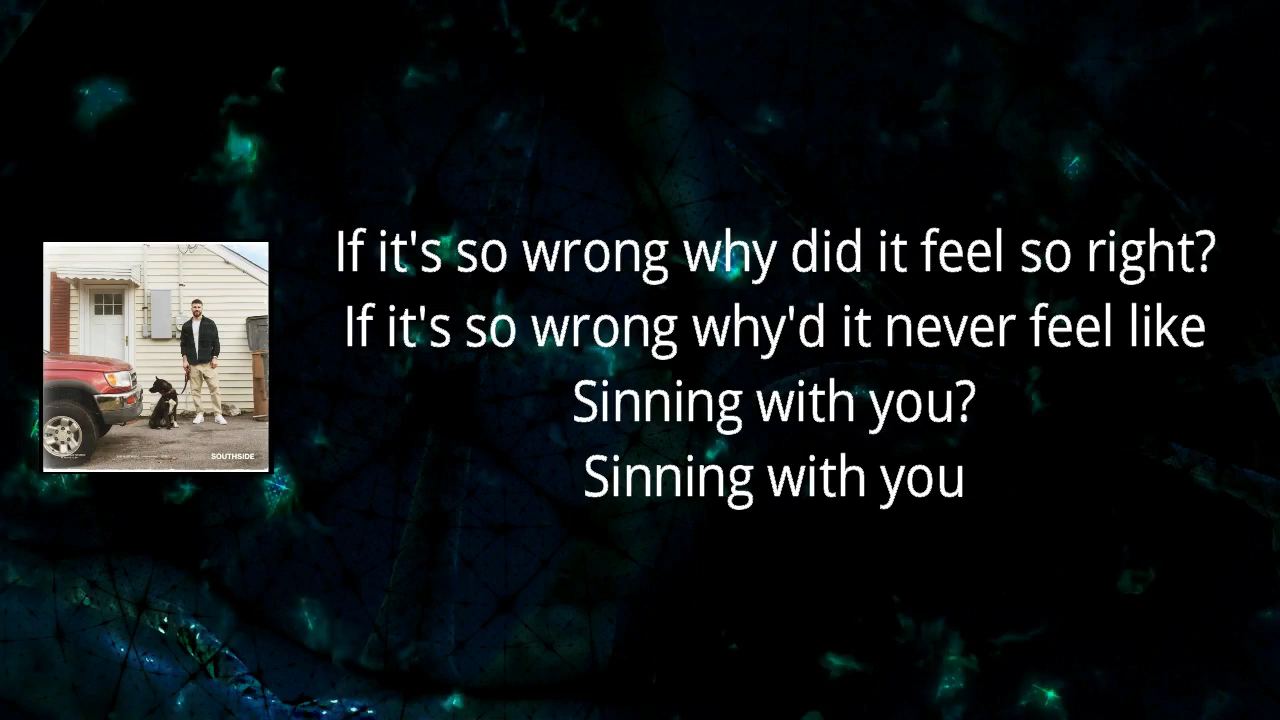 If it's so wrong why did it feel so right?
If it's so wrong why'd it never feel like
Sinning with you?
Sinning with you
SOUTHSIDE